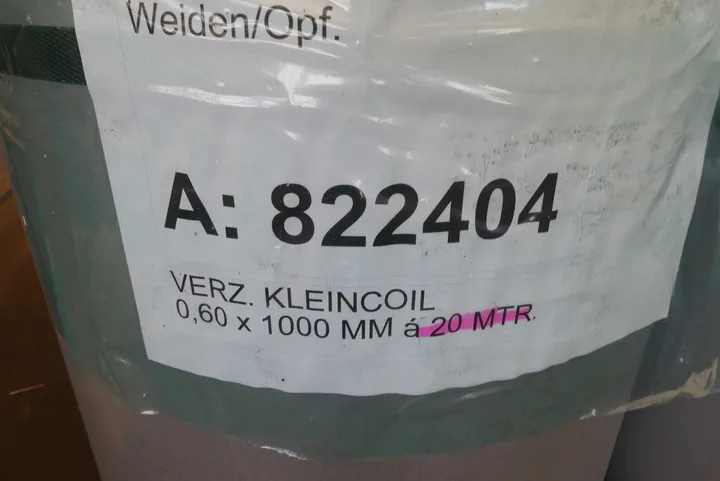 Weiden/Opf.
A: 822404
VERZ. KLEINCOIL
0,60 x 1000 MM á 20 MTR.